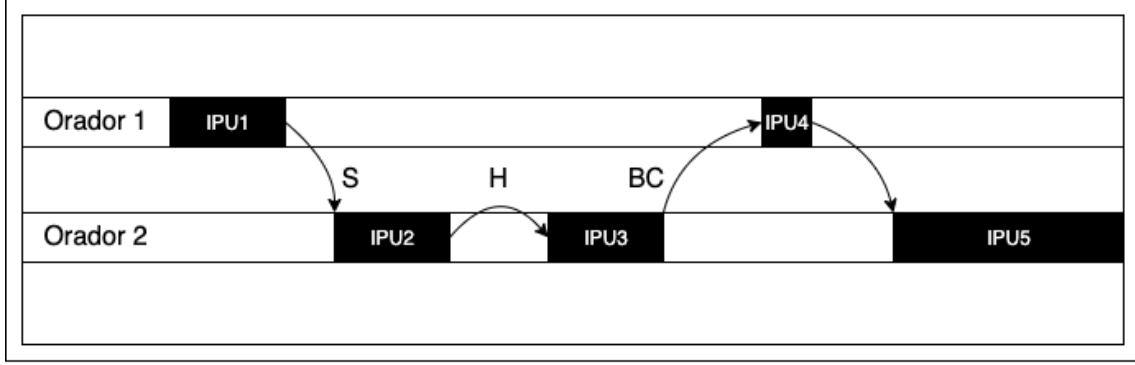 Orador 1 IPU1 IPU4
S H BC
Orador 2 IPU2 IPU3 IPU5